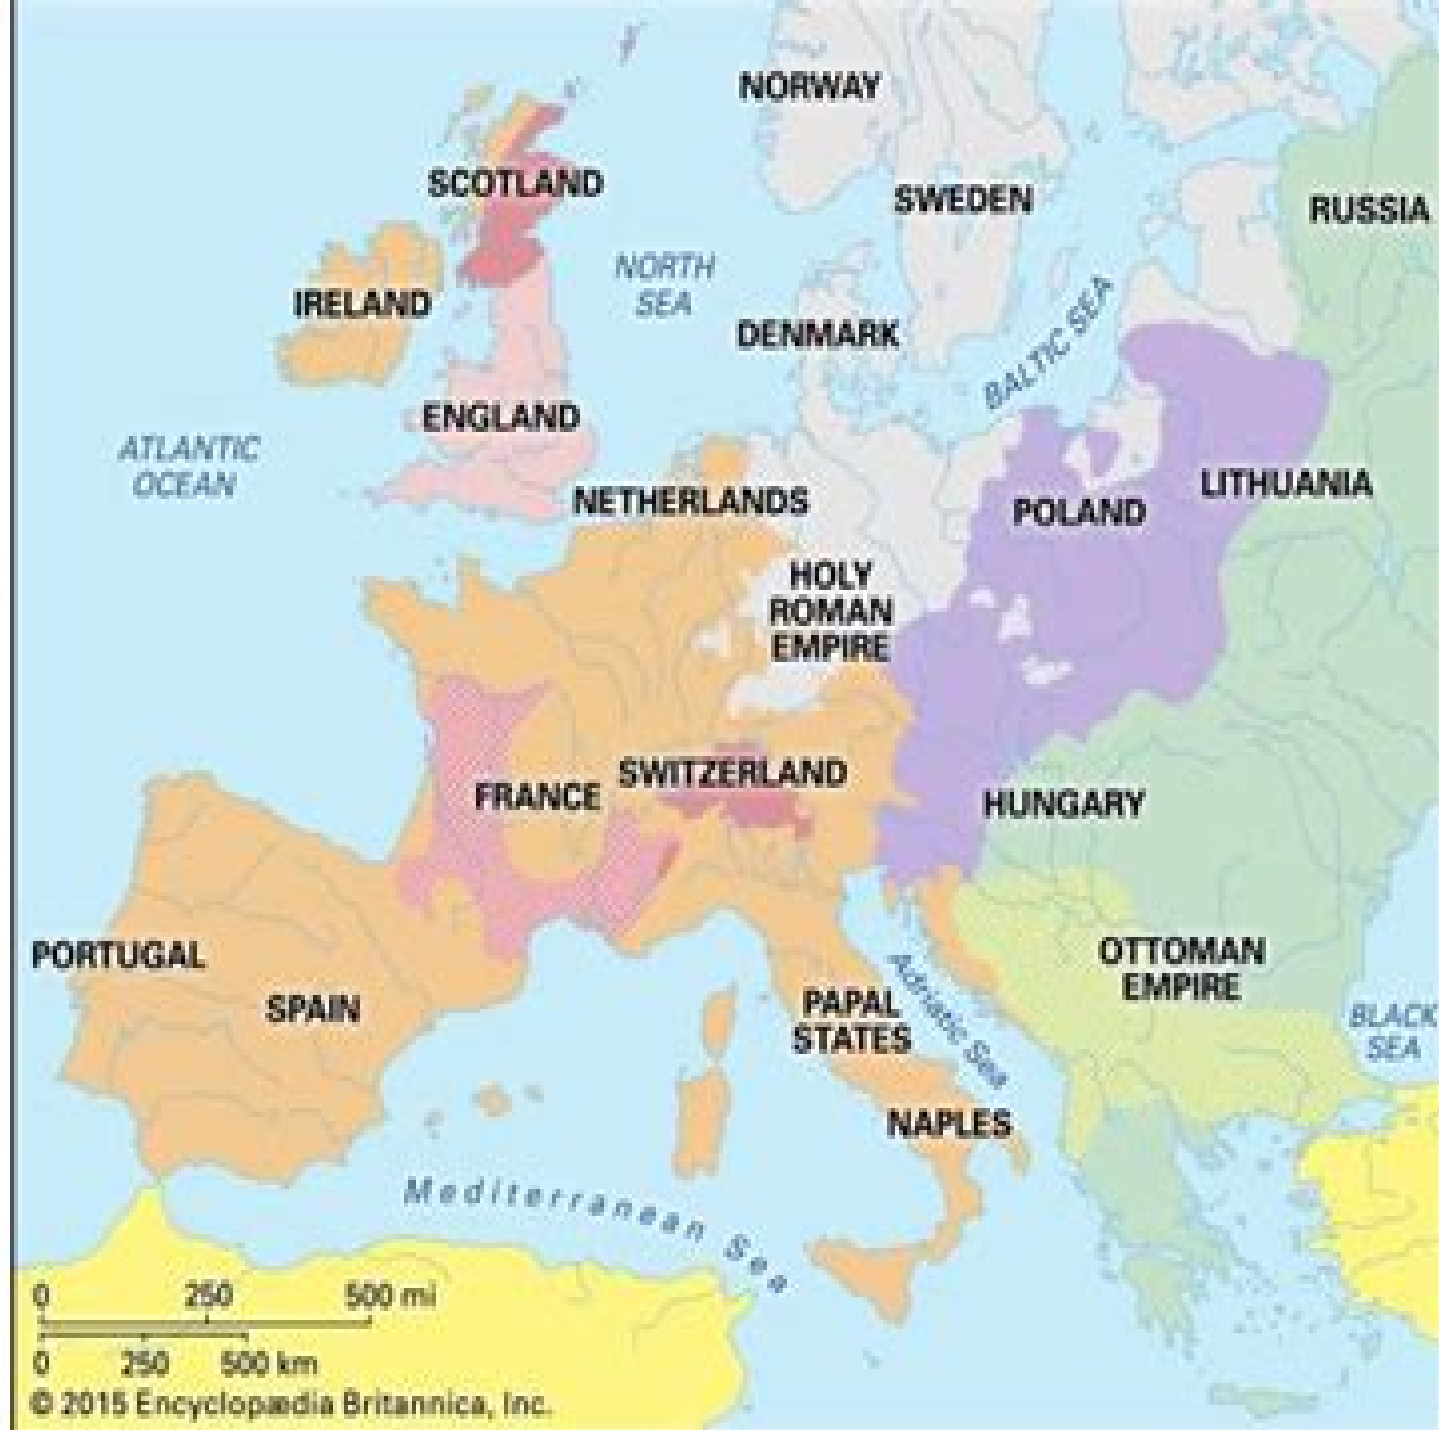 NORWAY
SCOTLAND
SWEDEN
RUSSIA
NORTH
SEA
IRELAND
DENMARK
BALTIC SEA
ENGLAND
ATLANTIC
OCEAN
NETHERLANDS
LITHUANIA
POLAND
HOLY
ROMAN
EMPIRE
SWITZERLAND
FRANCE
HUNGARY
PORTUGAL
OTTOMAN
EMPIRE
SPAIN
PAPAL
STATES
Adriatic Sea
BLACK
SEA
NAPLES
Mediterranean Sea
0 250 500 mi
0 250 500 km
© 2015 Encyclopædia Britannica, Inc.